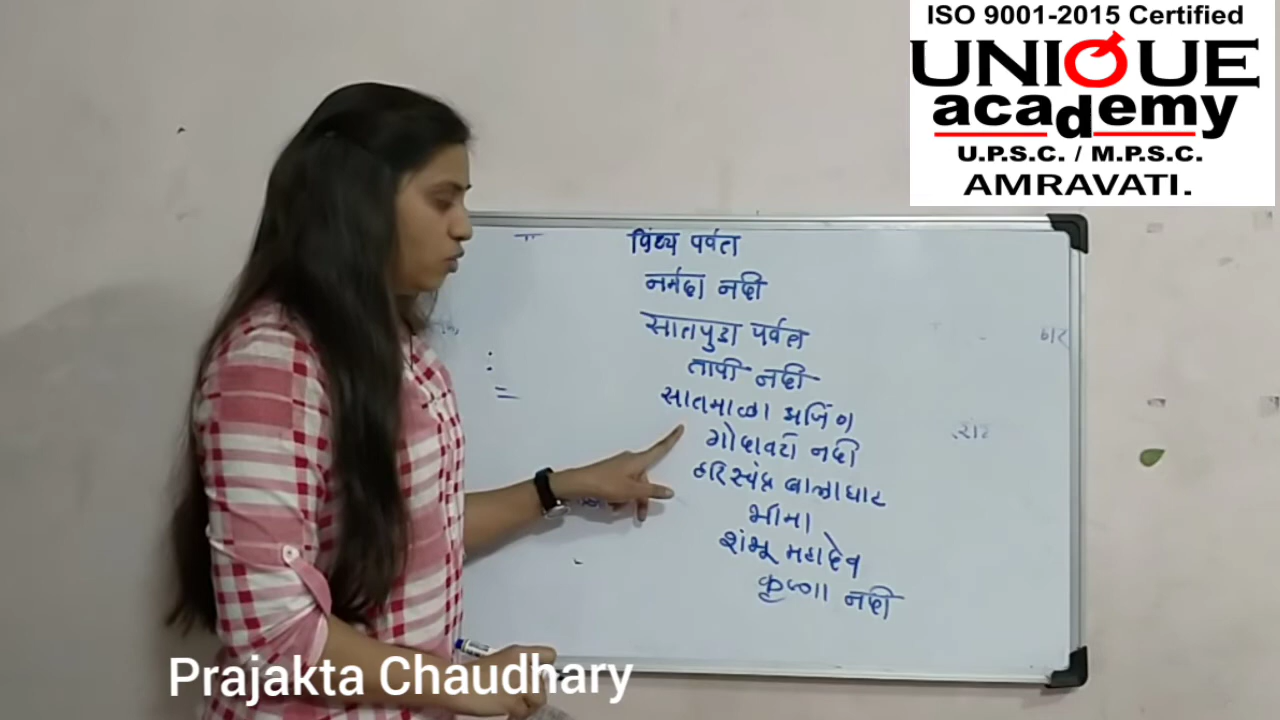 ISO 9001-2015 Certified
UNIQUE
academy
U.P.S.C. / M.P.S.C.
AMRAVATI.
विंध्य पर्वत
नर्मदा नदी
सातपुडा पर्वत
तापी नदी
सातमाळा अजिंठा
गोदावरी नदी
हरिश्चंद्र बालाघाट
भीमा
शंभू महादेव
कृष्णा नदी
Prajakta Chaudhary